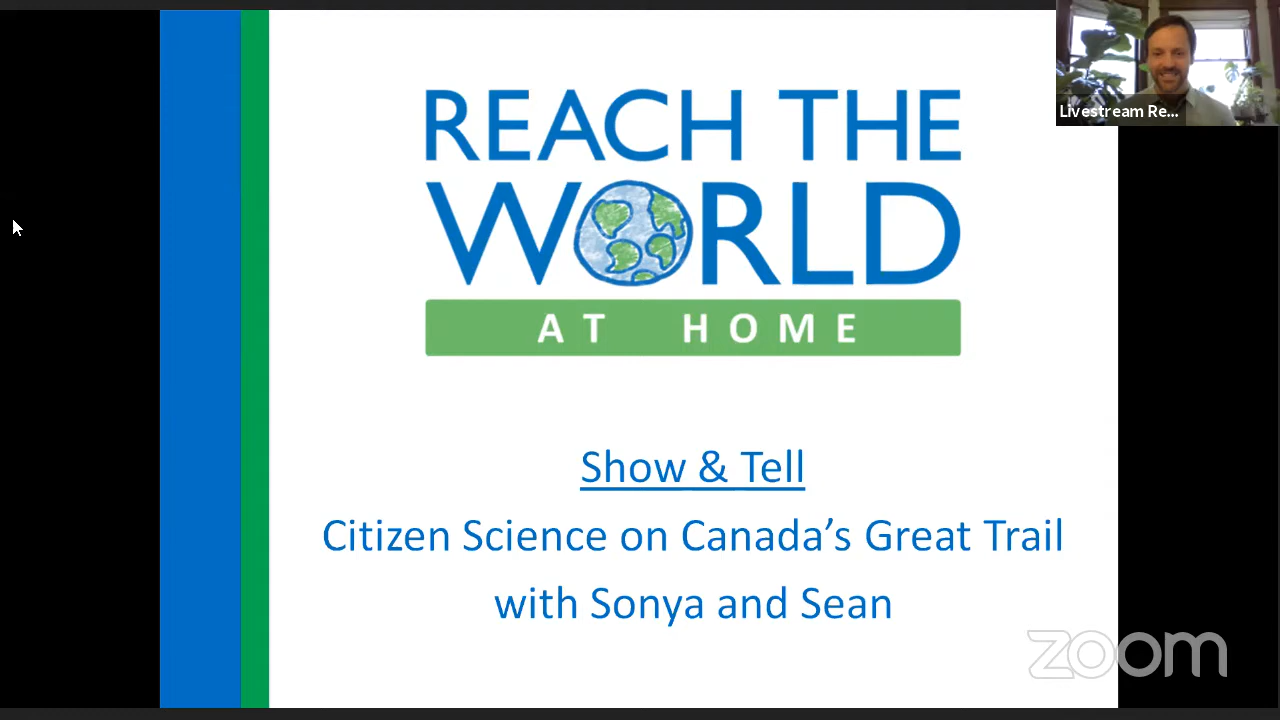 REACH THE
WORLD
AT HOME
Show & Tell
Citizen Science on Canada’s Great Trail
with Sonya and Sean
Livestream Re...
zoom